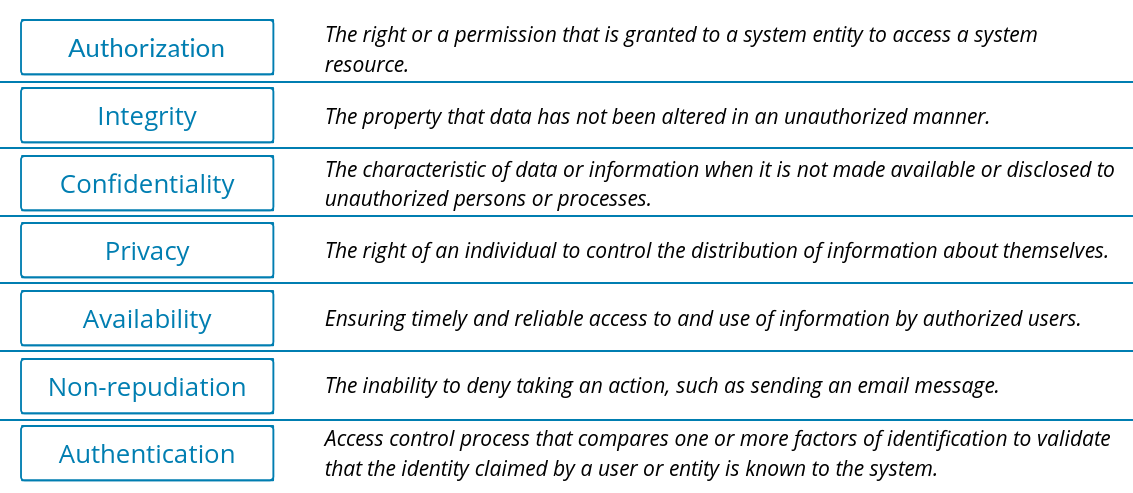 Authorization
The right or a permission that is granted to a system entity to access a system
resource.
Integrity
The property that data has not been altered in an unauthorized manner.
Confidentiality
The characteristic of data or information when it is not made available or disclosed to
unauthorized persons or processes.
Privacy
The right of an individual to control the distribution of information about themselves.
Availability
Ensuring timely and reliable access to and use of information by authorized users.
Non-repudiation
The inability to deny taking an action, such as sending an email message.
Authentication
Access control process that compares one or more factors of identification to validate
that the identity claimed by a user or entity is known to the system.